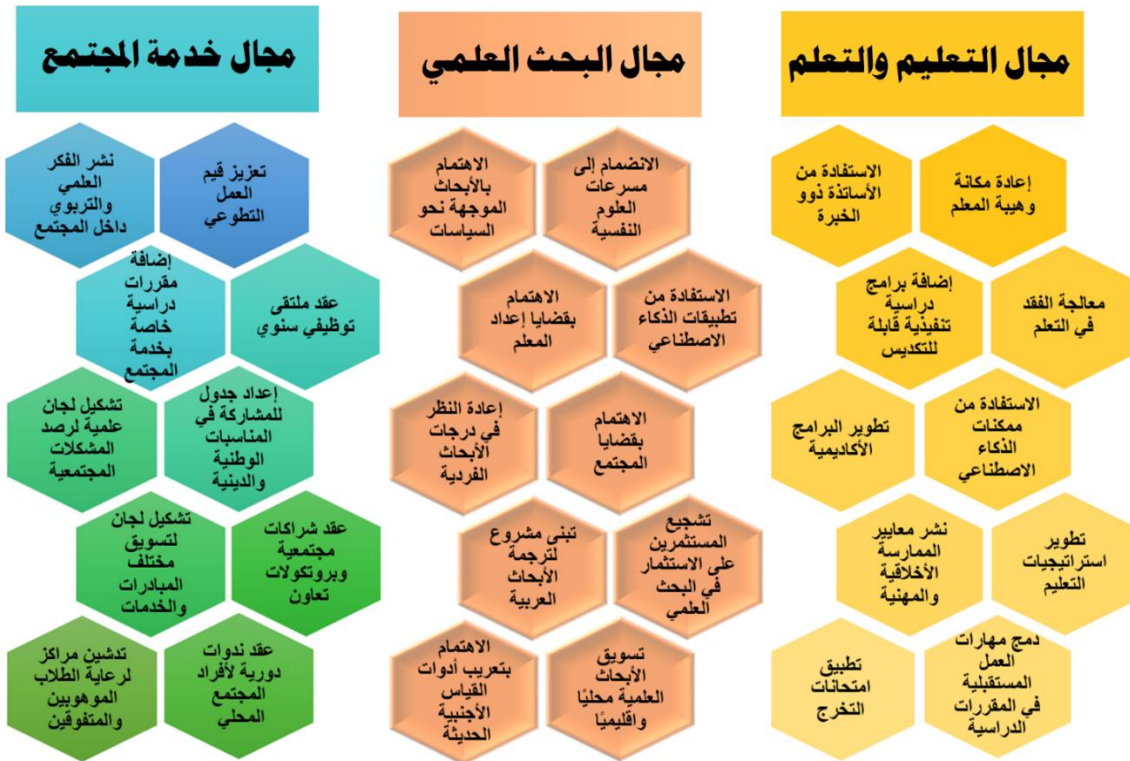 مجال التعليم والتعلم
إعادة مكانة
وهيبة المعلم
الاستفادة من
الأساتذة ذوو
الخبرة
معالجة الفقد
في التعلم
إضافة برامج
دراسية
تنفيذية قابلة
للتكديس
الاستفادة من
ممكنات
الذكاء
الاصطناعي
تطوير البرامج
الأكاديمية
تطوير
استراتيجيات
التعليم
نشر معايير
الممارسة
الأخلاقية
والمهنية
دمج مهارات
العمل
المستقبلية
في المقررات
الدراسية
تطبيق
امتحانات
التخرج
مجال البحث العلمي
الانضمام إلى
مسرعات
العلوم
النفسية
الاهتمام
بالأبحاث
الموجهة نحو
السياسات
الاستفادة من
تطبيقات الذكاء
الاصطناعي
الاهتمام
بقضايا إعداد
المعلم
الاهتمام
بقضايا
المجتمع
إعادة النظر
في درجات
الأبحاث
الفردية
تشجيع
المستثمرين
على الاستثمار
في البحث
العلمي
تبنى مشروع
لترجمة
الأبحاث
العربية
تسويق
الأبحاث
العلمية محليًا
واقليميًا
الاهتمام
بتعريب أدوات
القياس
الأجنبية
الحديثة
مجال خدمة المجتمع
تعزيز قيم
العمل
التطوعي
نشر الفكر
العلمي
والتربوي
داخل المجتمع
عقد ملتقى
توظيفي سنوي
إضافة
مقررات
دراسية
خاصة
بخدمة
المجتمع
إعداد جدول
للمشاركة في
المناسبات
الوطنية
والدينية
تشكيل لجان
علمية لرصد
المشكلات
المجتمعية
عقد شراكات
مجتمعية
وبروتكولات
تعاون
تشكيل لجان
لتسويق
مختلف
المبادرات
والخدمات
عقد ندوات
دورية لأفراد
المجتمع
المحلي
تدشين مراكز
لرعاية الطلاب
الموهوبين
والمتفوقين